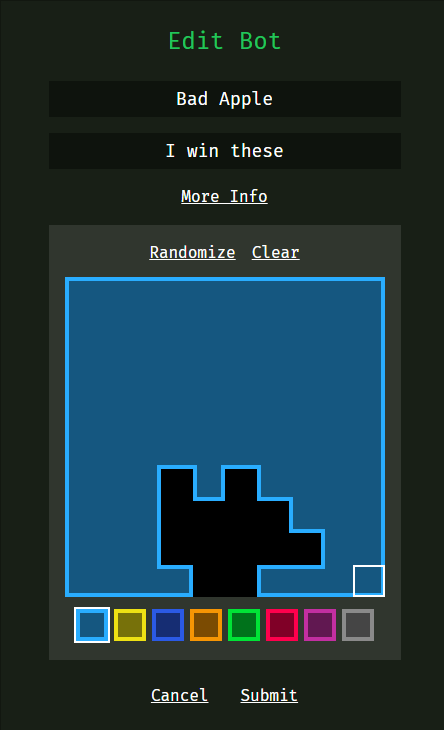 Edit Bot
Bad Apple
I win these
More Info
Randomize Clear
Cancel Submit